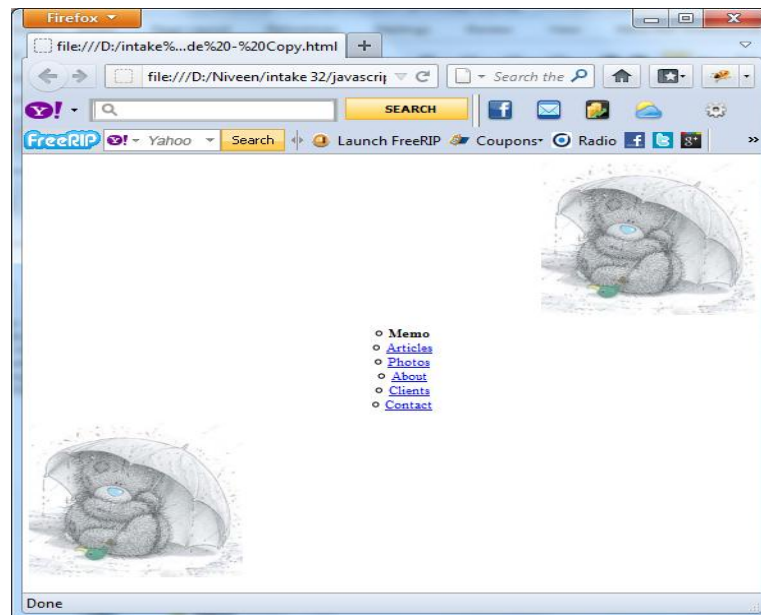 Firefox
file:///D:/intake%...de%20-%20Copy.html
file:///D:/Niveen/intake 32/javascrip
Search the
Y! SEARCH
FreeRIP Y! Yahoo Search Launch FreeRIP Coupons Radio f g+ »
Memo
Articles
Photos
About
Clients
Contact
Done